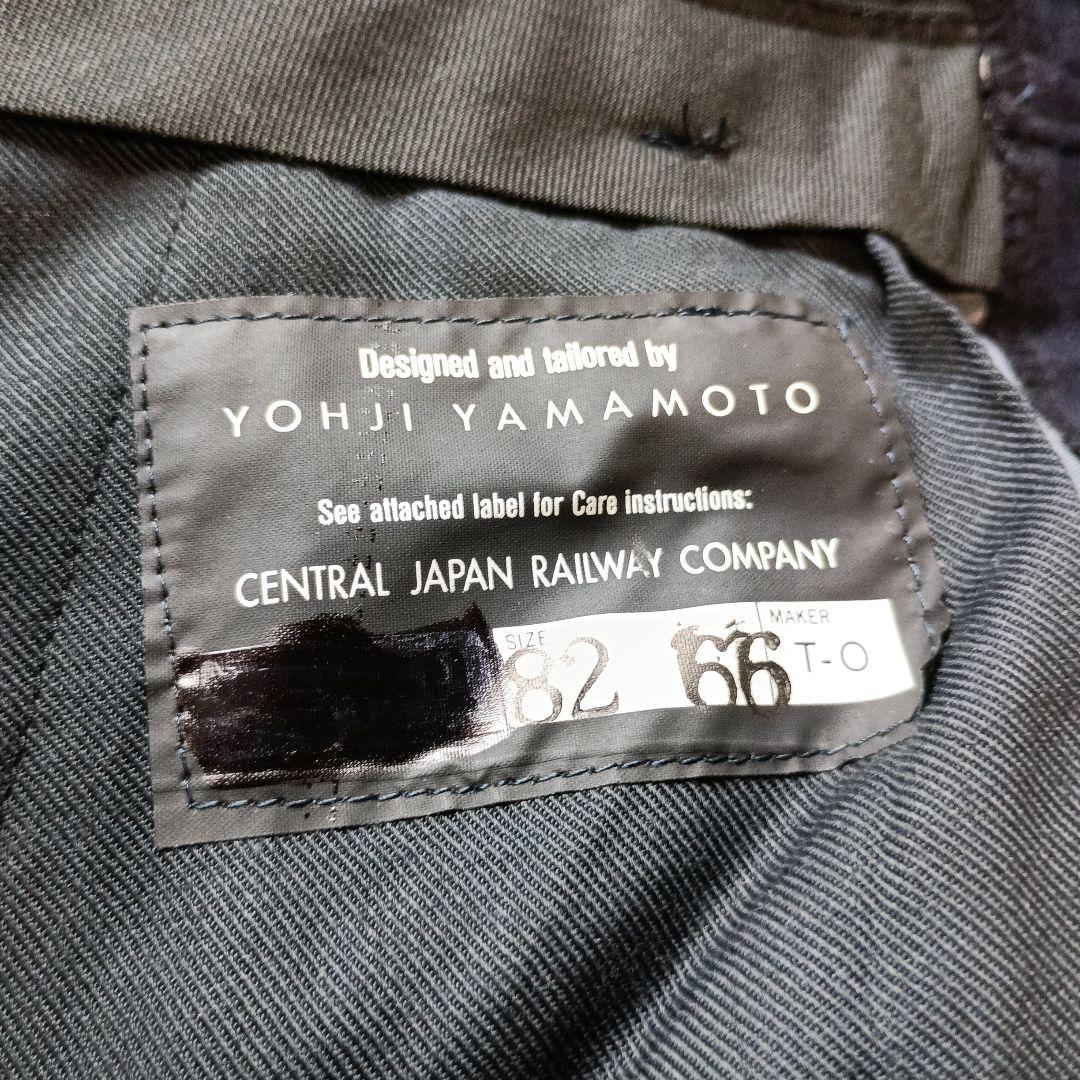 Designed and tailored by
YOHJI YAMAMOTO
See attached label for Care instructions:
CENTRAL JAPAN RAILWAY COMPANY
SIZE MAKER
82 66 T-O